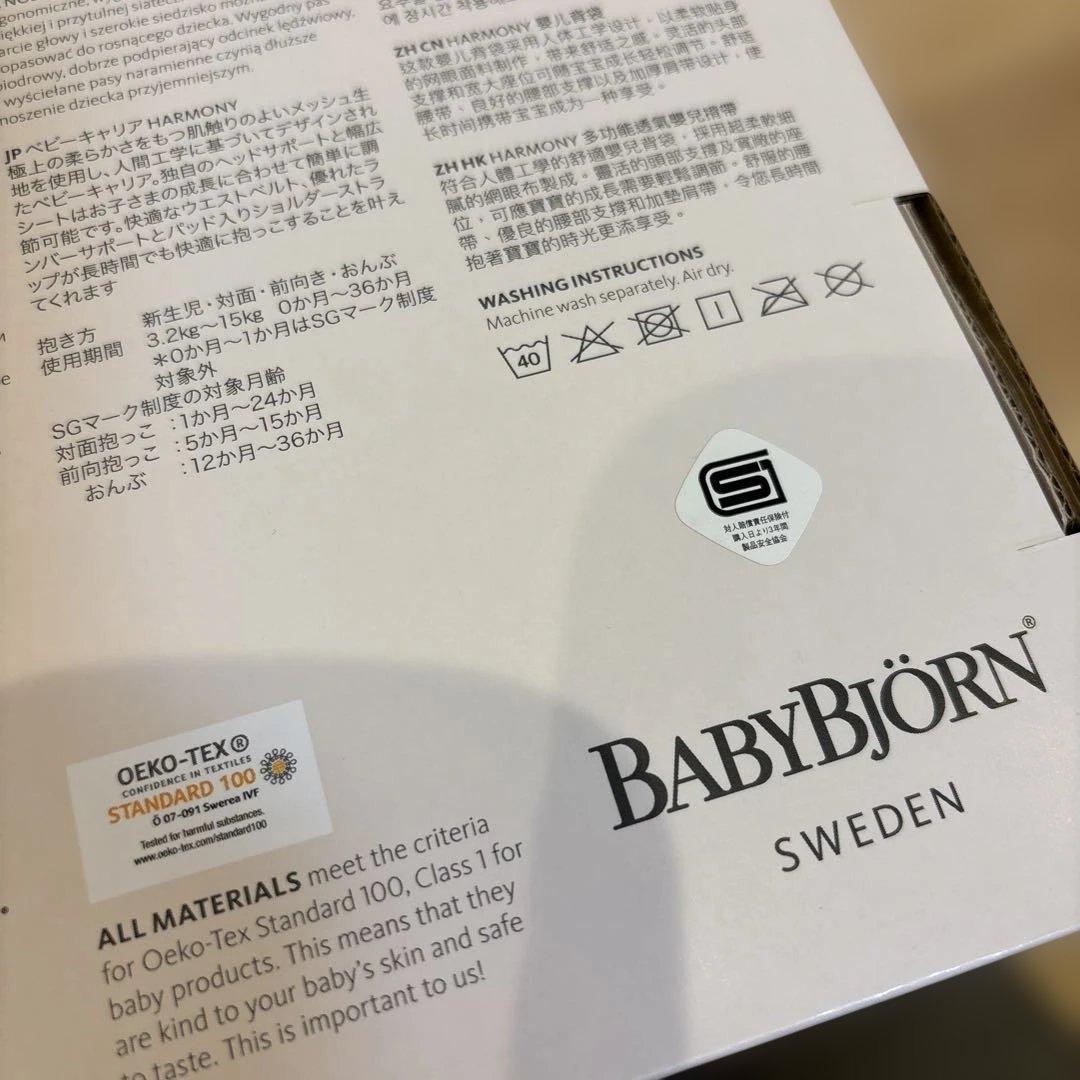 ękkiej i przytulnej siatec
arcie głowy i szerokie siedzisko możn
opasować do rosnącego dziecka. Wygodny pas
biodrowy, dobrze podpierający odcinek lędźwiowy,
wyściełane pasy naramienne czynią dłuższe
noszenie dziecka przyjemniejszym.
JP ベビーキャリア HARMONY
極上の柔らかさをもつ肌触りのよいメッシュ生
地を使用し、人間工学に基づいてデザインされ
たベビーキャリア。独自のヘッドサポートと幅広
シートはお子さまの成長に合わせて簡単に調
節可能です。快適なウエストベルト、優れたラ
ンバーサポートとパッド入りショルダーストラ
ップが長時間でも快適に抱っこすることを叶え
てくれます
抱き方 新生児・対面・前向き・おんぶ
使用期間 3.2kg～15kg 0か月～36か月
＊0か月～1か月はSGマーク制度
対象外
SGマーク制度の対象月齢
対面抱っこ :1か月～24か月
前向抱っこ :5か月～15か月
おんぶ :12か月～36か月
ZH CN HARMONY 婴儿背袋
这款婴儿背袋采用人体工学设计，以柔软贴身
的网眼面料制作，带来舒适之感。灵活的头部
支撑和宽大座位可随宝宝成长轻松调节。舒适
腰带、良好的腰部支撑以及加厚肩带设计，使
长时间携带宝宝成为一种享受。
ZH HK HARMONY 多功能透氣嬰兒揹帶
符合人體工學的舒適嬰兒背袋，採用超柔軟細
膩的網眼布製成，靈活的頭部支撐及寬敞的座
位，可應寶寶的成長需要輕鬆調節。舒服的腰
帶、優良的腰部支撐和加墊肩帶，令您長時間
抱著寶寶的時光更添享受。
WASHING INSTRUCTIONS
Machine wash separately. Air dry.
40
SG
対人賠償責任保険付
購入日より3年間
製品安全協会
BABYBJÖRN®
SWEDEN
OEKO-TEX®
CONFIDENCE IN TEXTILES
STANDARD 100
Ö 07-091 Swerea IVF
Tested for harmful substances.
www.oeko-tex.com/standard100
ALL MATERIALS meet the criteria
for Oeko-Tex Standard 100, Class 1 for
baby products. This means that they
are kind to your baby's skin and safe
to taste. This is important to us!